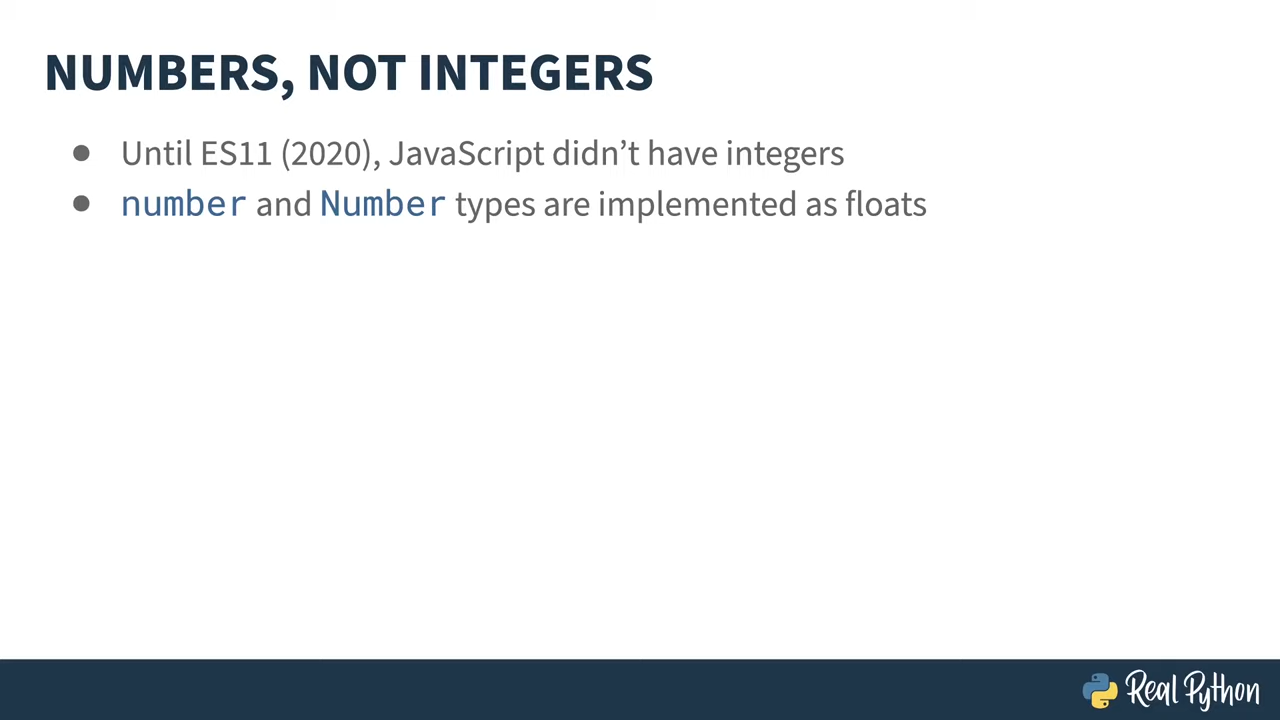 NUMBERS, NOT INTEGERS
● Until ES11 (2020), JavaScript didn’t have integers
● number and Number types are implemented as floats
Real Python